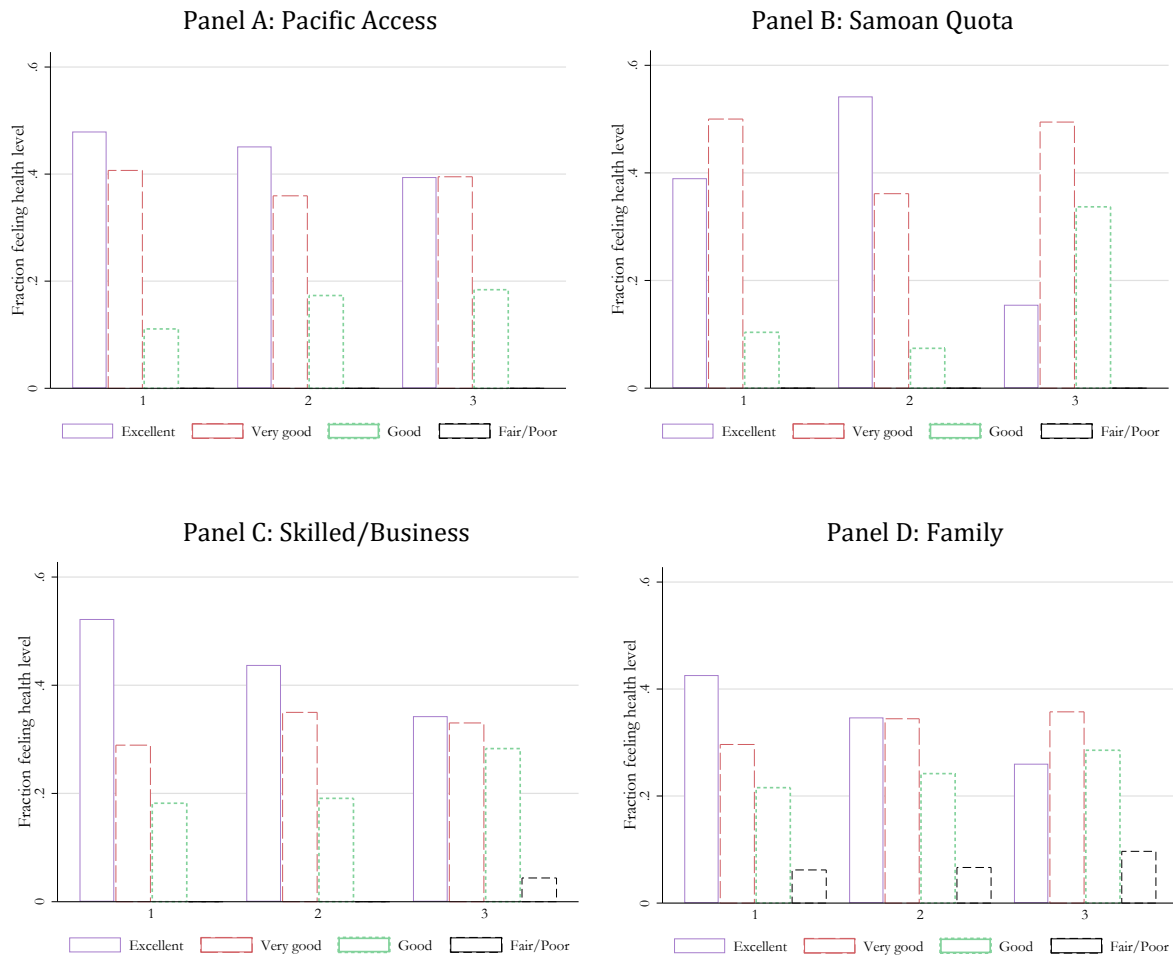 Panel A: Pacific Access
Fraction feeling health level
.6
.4
.2
0
1 2 3
Excellent Very good Good Fair/Poor
Panel B: Samoan Quota
Fraction feeling health level
.6
.4
.2
0
1 2 3
Excellent Very good Good Fair/Poor
Panel C: Skilled/Business
Fraction feeling health level
.6
.4
.2
0
1 2 3
Excellent Very good Good Fair/Poor
Panel D: Family
Fraction feeling health level
.6
.4
.2
0
1 2 3
Excellent Very good Good Fair/Poor